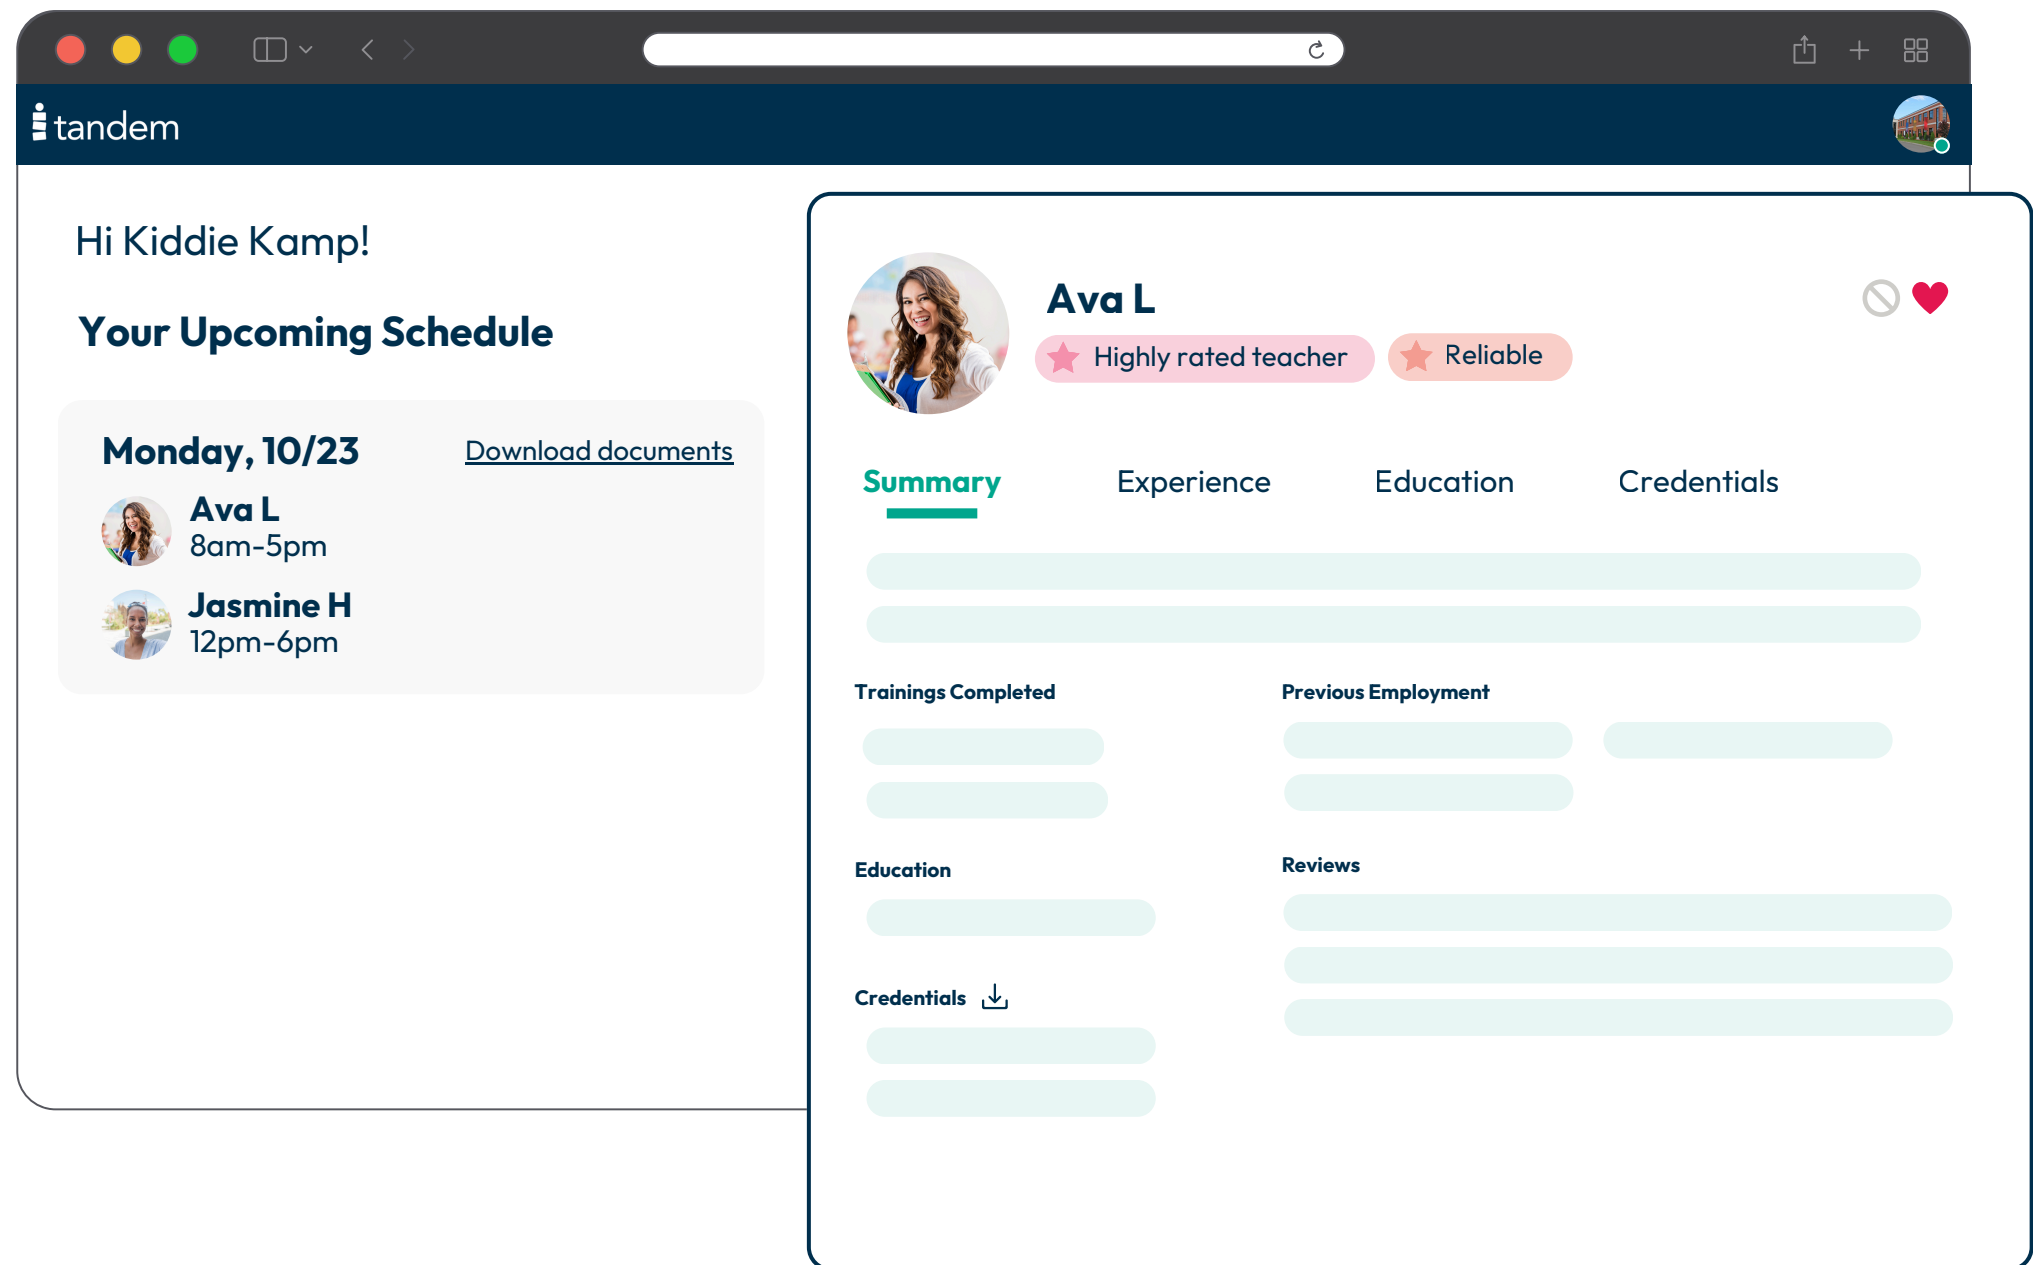 tandem
Hi Kiddie Kamp!
Your Upcoming Schedule
Monday, 10/23
Download documents
Ava L
8am-5pm
Jasmine H
12pm-6pm
Ava L
Highly rated teacher
Reliable
Summary
Experience
Education
Credentials
Trainings Completed
Previous Employment
Education
Reviews
Credentials